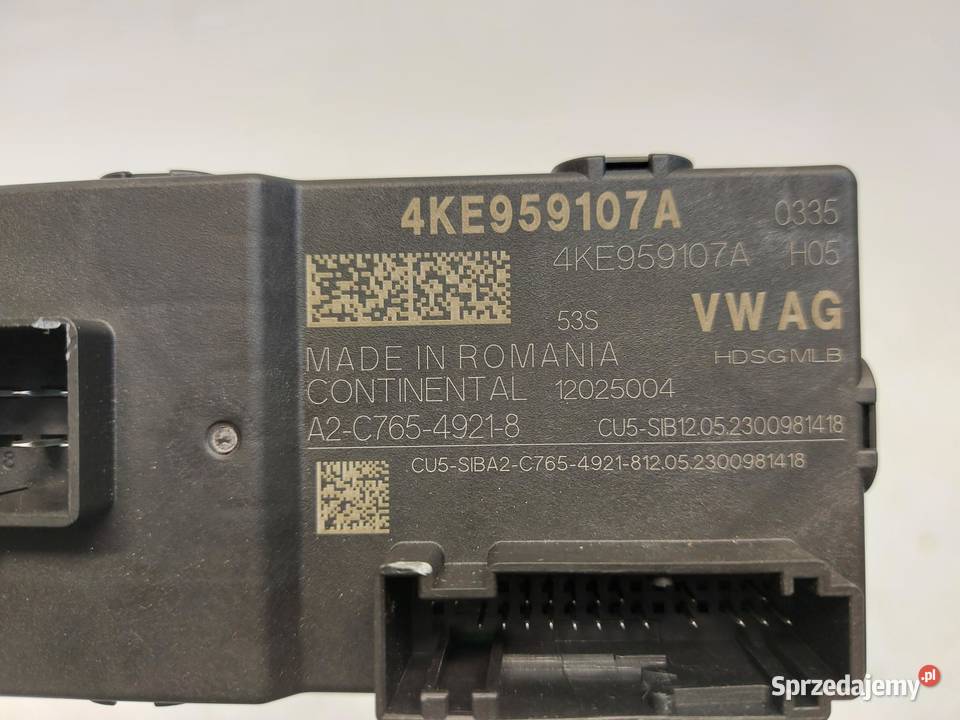 4KE959107A 0335
4KE959107A H05
53S VW AG
MADE IN ROMANIA HDSGMLB
CONTINENTAL 12025004
A2-C765-4921-8 CU5-SIB12.05.2300981418
CU5-SIBA2-C765-4921-812.05.2300981418
8
Sprzedajemy.pl